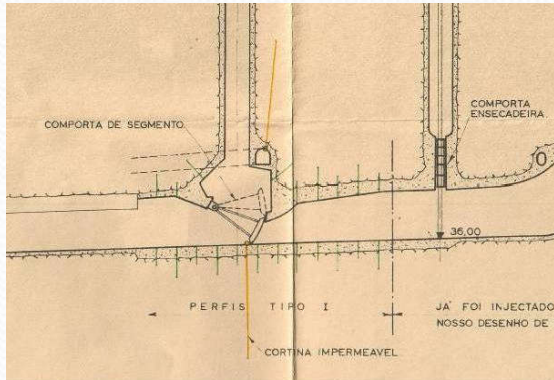 COMPORTA
ENSECADEIRA
COMPORTA DE SEGMENTO
0
36,00
PERFIS TIPO I
JÁ FOI INJECTADO
NOSSO DESENHO DE
CORTINA IMPERMEAVEL